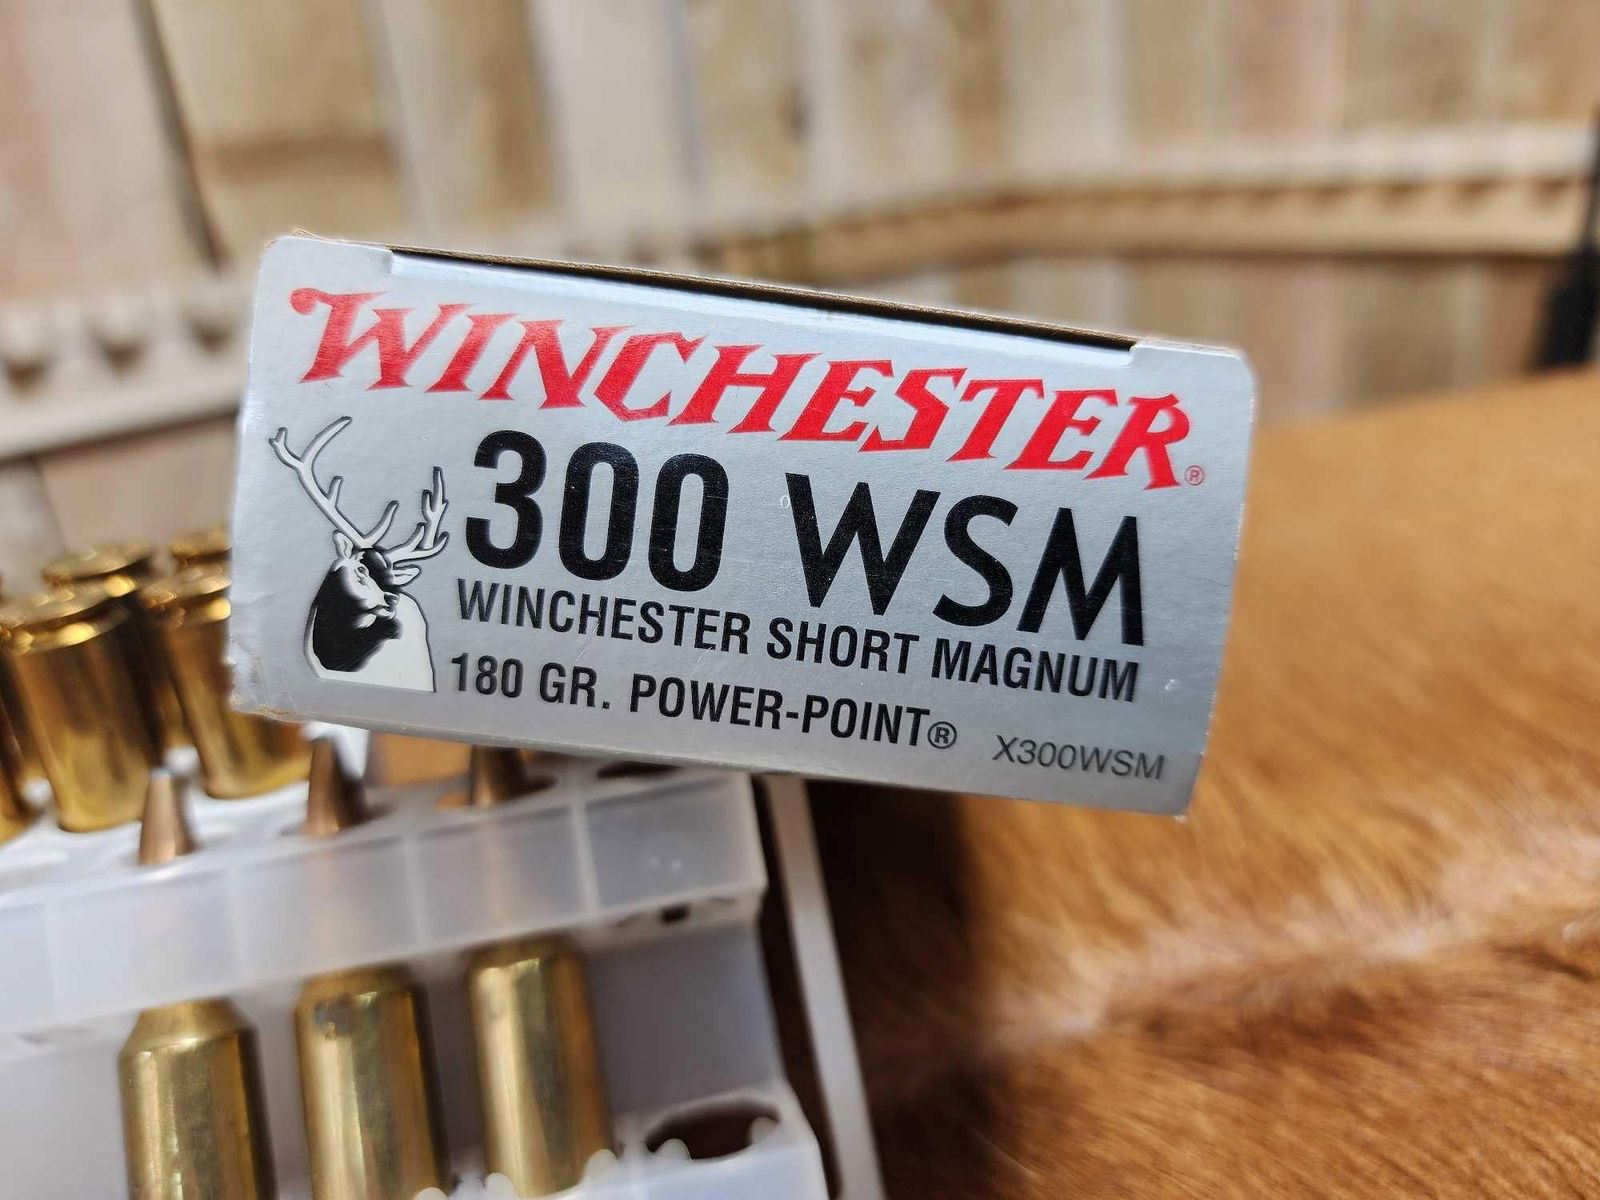 WINCHESTER®
300 WSM
WINCHESTER SHORT MAGNUM
180 GR. POWER-POINT®
X300WSM